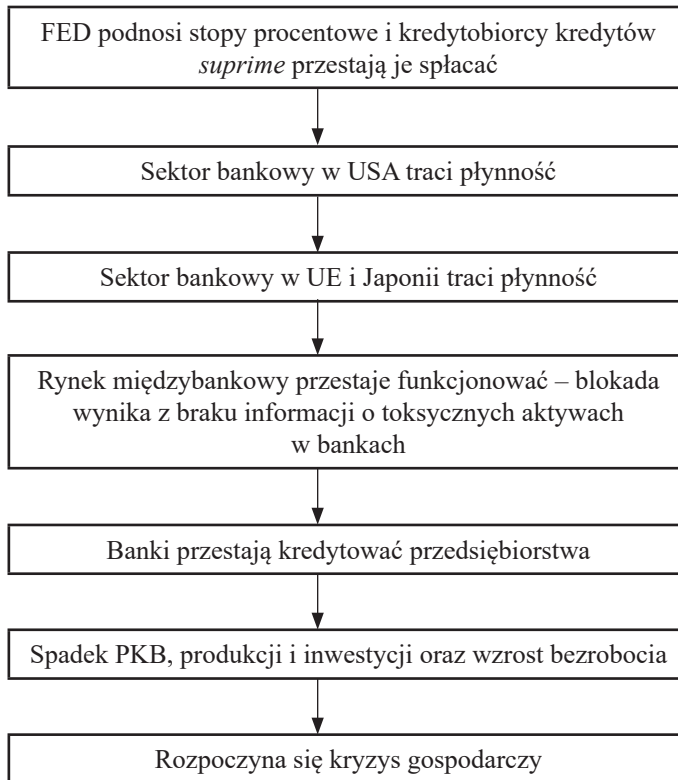 FED podnosi stopy procentowe i kredytobiorcy kredytów
suprime przestają je spłacać
Sektor bankowy w USA traci płynność
Sektor bankowy w UE i Japonii traci płynność
Rynek międzybankowy przestaje funkcjonować – blokada
wynika z braku informacji o toksycznych aktywach
w bankach
Banki przestają kredytować przedsiębiorstwa
Spadek PKB, produkcji i inwestycji oraz wzrost bezrobocia
Rozpoczyna się kryzys gospodarczy